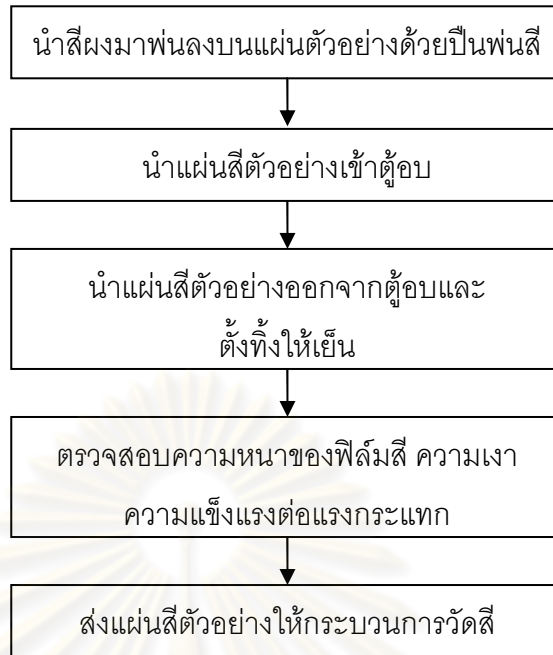 นำสีผงมาพ่นลงบนแผ่นตัวอย่างด้วยปืนพ่นสี
นำแผ่นสีตัวอย่างเข้าตู้อบ
นำแผ่นสีตัวอย่างออกจากตู้อบและ
ตั้งทิ้งให้เย็น
ตรวจสอบความหนาของฟิล์มสี ความเงา
ความแข็งแรงต่อแรงกระแทก
ส่งแผ่นสีตัวอย่างให้กระบวนการวัดสี